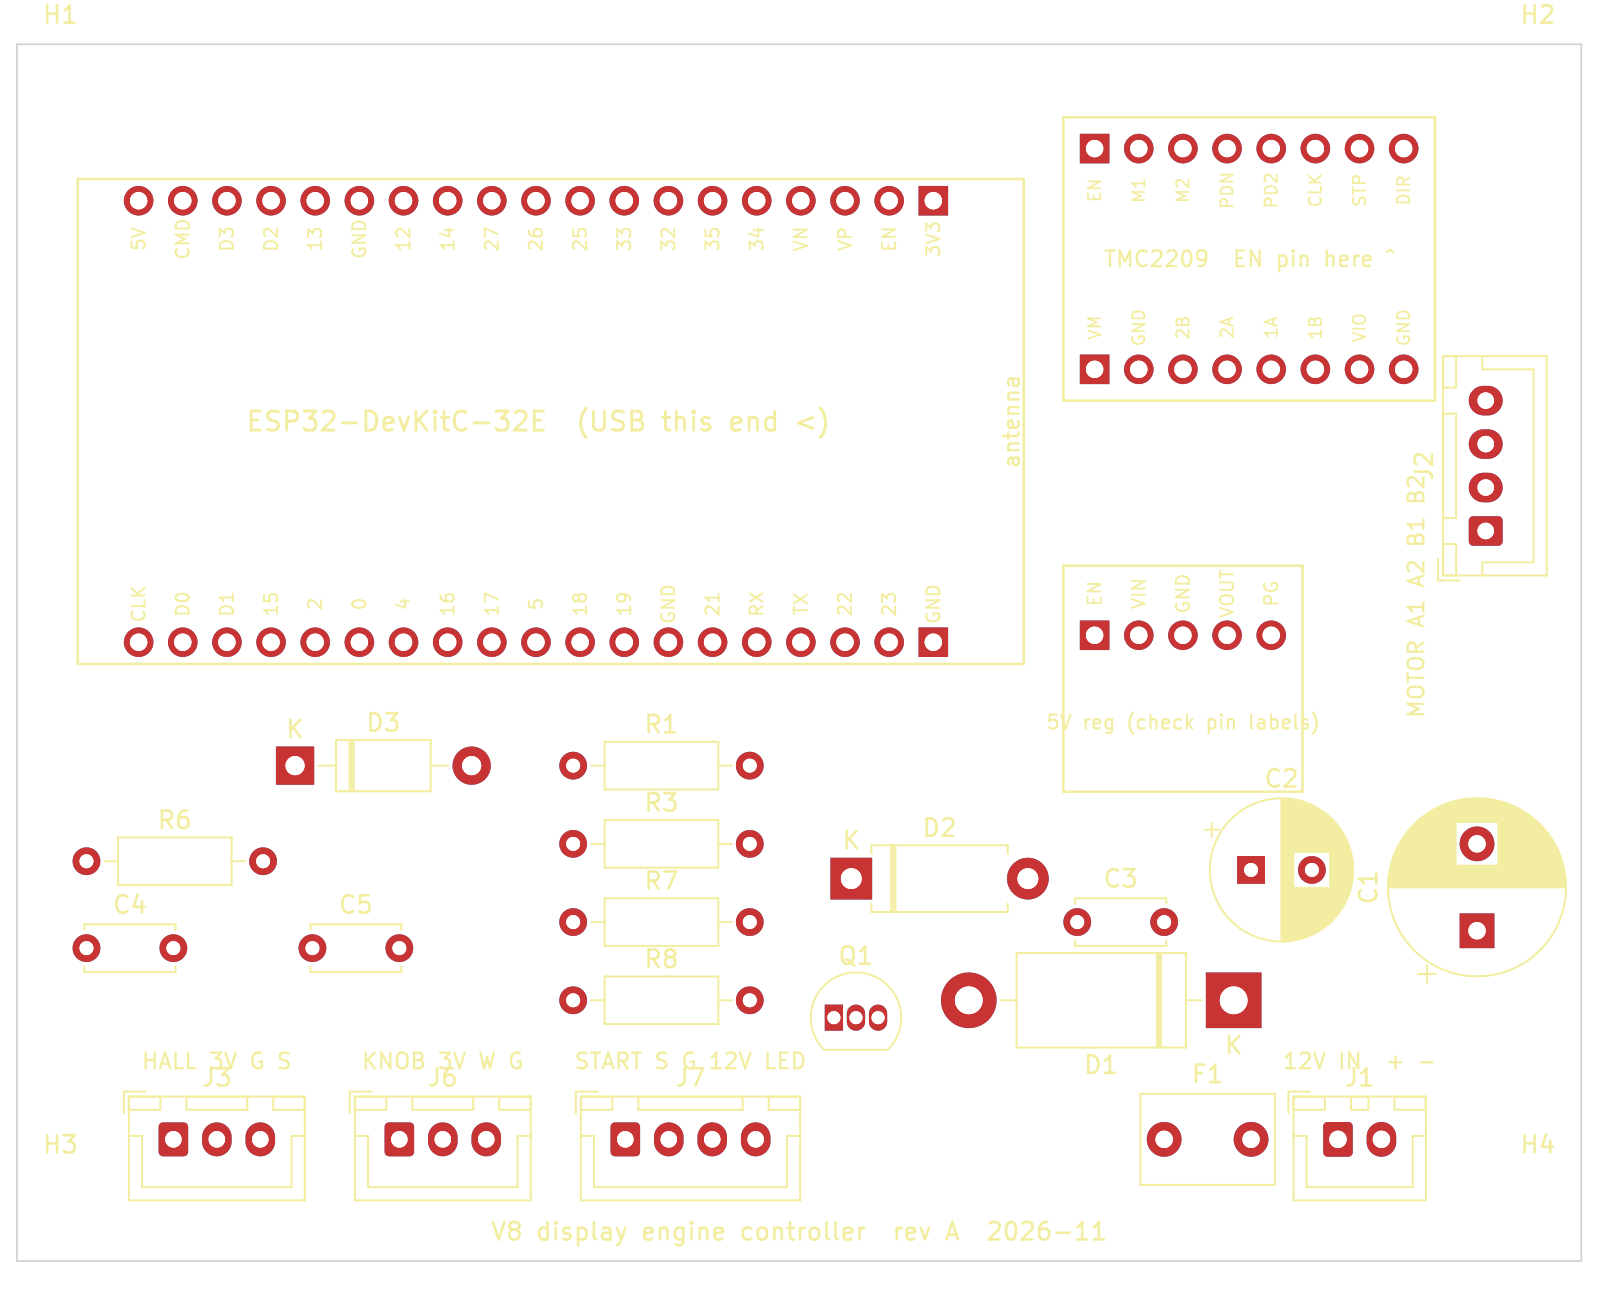 H1
H2
EN M1 M2 PDN PD2 CLK STP DIR
5V CMD D3 D2 13 GND 12 14 27 26 25 33 32 35 34 VN VP EN 3V3
TMC2209 EN pin here ^
VM GND 2B 2A 1A 1B VIO GND
ESP32-DevKitC-32E (USB this end <)
antenna
J2
MOTOR A1 A2 B1 B2
CLK D0 D1 15 2 0 4 16 17 5 18 19 GND 21 RX TX 22 23 GND
EN VIN GND VOUT PG
5V reg (check pin labels)
K
D3
R1
C2
R3
R6
K
D2
+
R7
C3
C1
C4
C5
R8
Q1
+
K
D1
HALL 3V G S
KNOB 3V W G
START S G 12V LED
12V IN + -
J3
J6
J7
F1
J1
H3
H4
V8 display engine controller rev A 2026-11